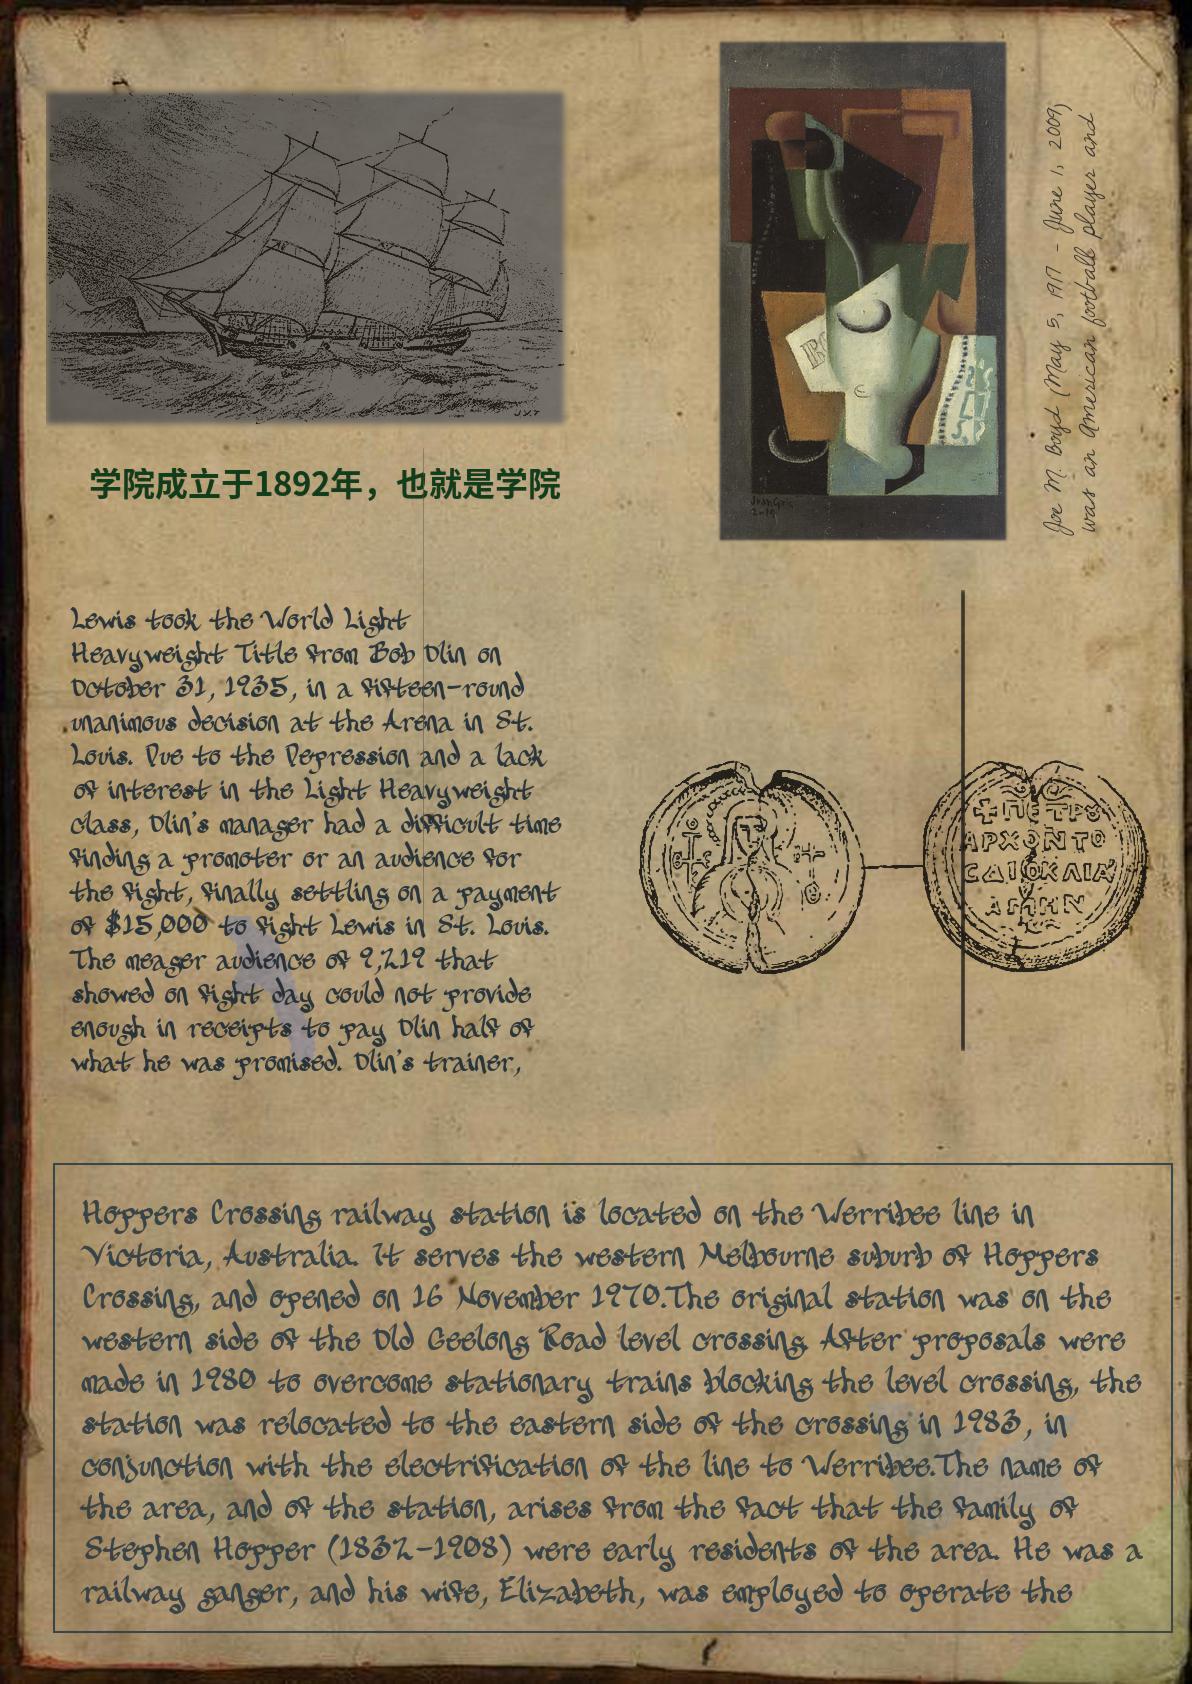 学院成立于1892年，也就是学院
Joe M. Boyd (May 5, 1917 - June 1, 2009)
was an American football player and
Lewis took the World Light
Heavyweight Title from Bob Olin on
October 31, 1935, in a fifteen-round
unanimous decision at the Arena in St.
Louis. Due to the Depression and a lack
of interest in the Light Heavyweight
class, Olin's manager had a difficult time
finding a promoter or an audience for
the fight, finally settling on a payment
of $15,000 to fight Lewis in St. Louis.
The meager audience of 9,219 that
showed on fight day could not provide
enough in receipts to pay Olin half of
what he was promised. Olin's trainer,
ΠΕΤΡΟΥ
ΑΡΧΟΝΤΟ
ϹΔΙΟΚΛΙΑ
ΑΜΗΝ
Hoppers Crossing railway station is located on the Werribee line in
Victoria, Australia. It serves the western Melbourne suburb of Hoppers
Crossing, and opened on 16 November 1970.The original station was on the
western side of the Old Geelong Road level crossing. After proposals were
made in 1980 to overcome stationary trains blocking the level crossing, the
station was relocated to the eastern side of the crossing in 1983, in
conjunction with the electrification of the line to Werribee.The name of
the area, and of the station, arises from the fact that the family of
Stephen Hopper (1832-1908) were early residents of the area. He was a
railway ganger, and his wife, Elizabeth, was employed to operate the